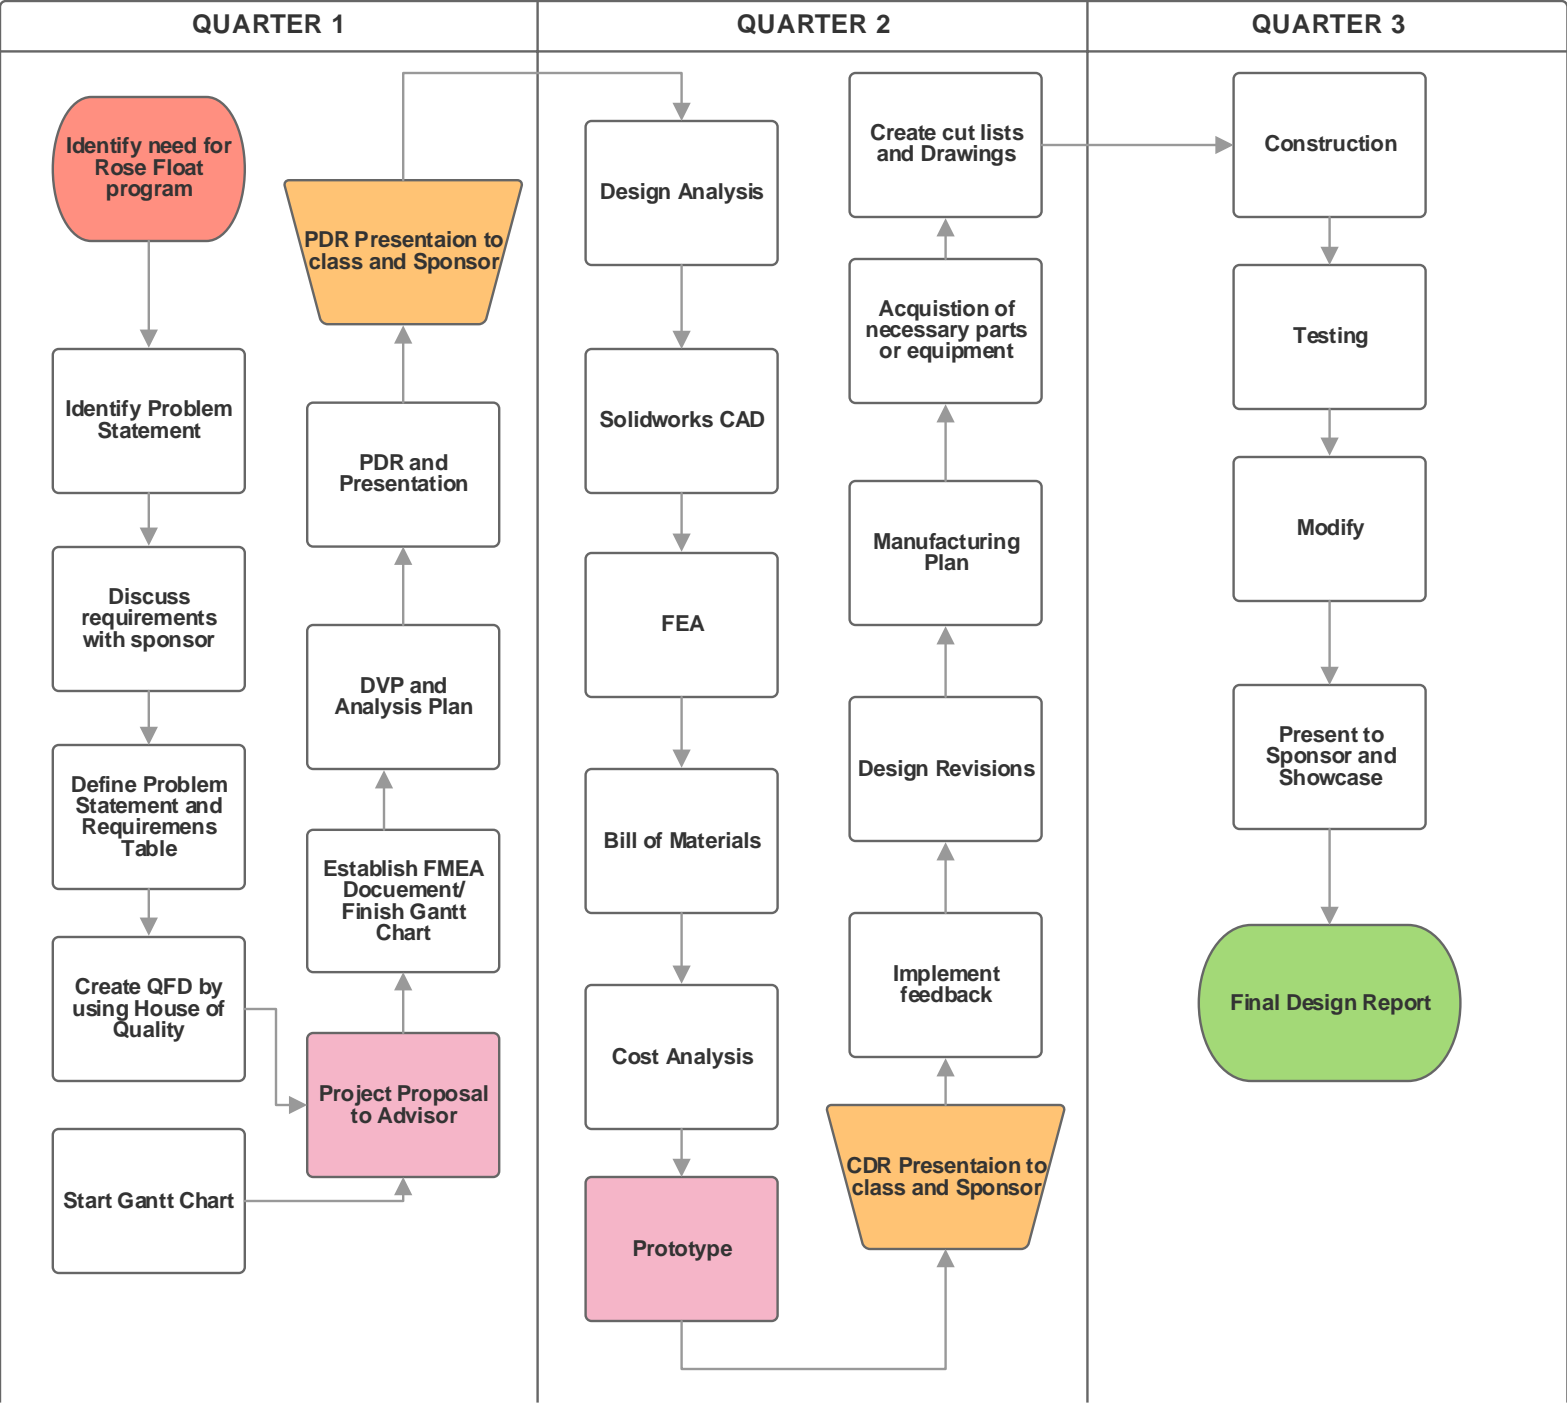 QUARTER 1
QUARTER 2
QUARTER 3
Identify need for
Rose Float
program
Identify Problem
Statement
Discuss
requirements
with sponsor
Define Problem
Statement and
Requiremens
Table
Create QFD by
using House of
Quality
Start Gantt Chart
Project Proposal
to Advisor
Establish FMEA
Docuement/
Finish Gantt
Chart
DVP and
Analysis Plan
PDR and
Presentation
PDR Presentaion to
class and Sponsor
Design Analysis
Solidworks CAD
FEA
Bill of Materials
Cost Analysis
Prototype
CDR Presentaion to
class and Sponsor
Implement
feedback
Design Revisions
Manufacturing
Plan
Acquistion of
necessary parts
or equipment
Create cut lists
and Drawings
Construction
Testing
Modify
Present to
Sponsor and
Showcase
Final Design Report